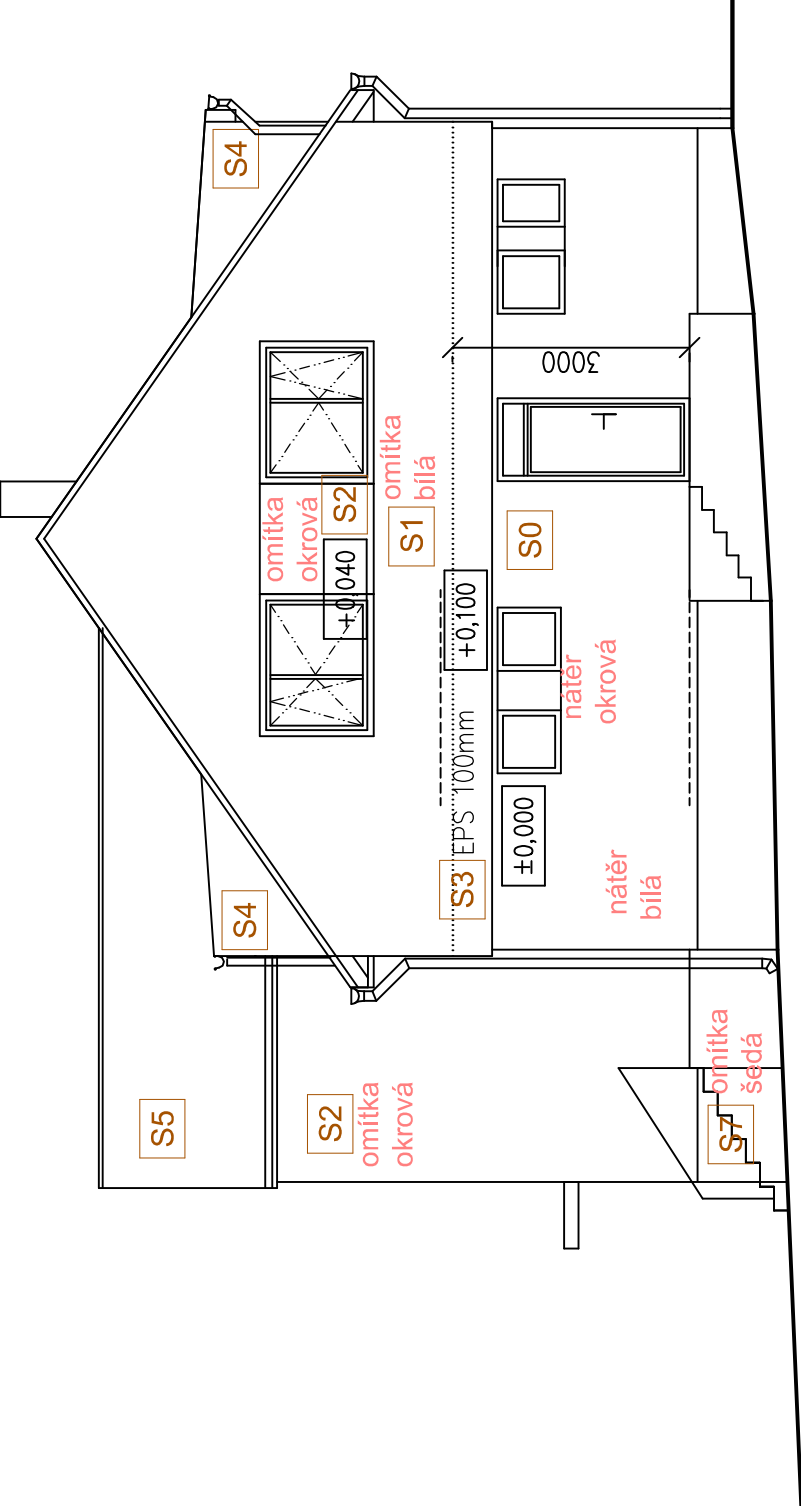 S5
S4
S4
omítka
okrová
S2
+0,040
S2
omítka
okrová
omítka
bílá
S1
S3
EPS 100mm
+0,100
3000
±0,000
S0
nátěr
okrová
nátěr
bílá
omítka
šedá
S7